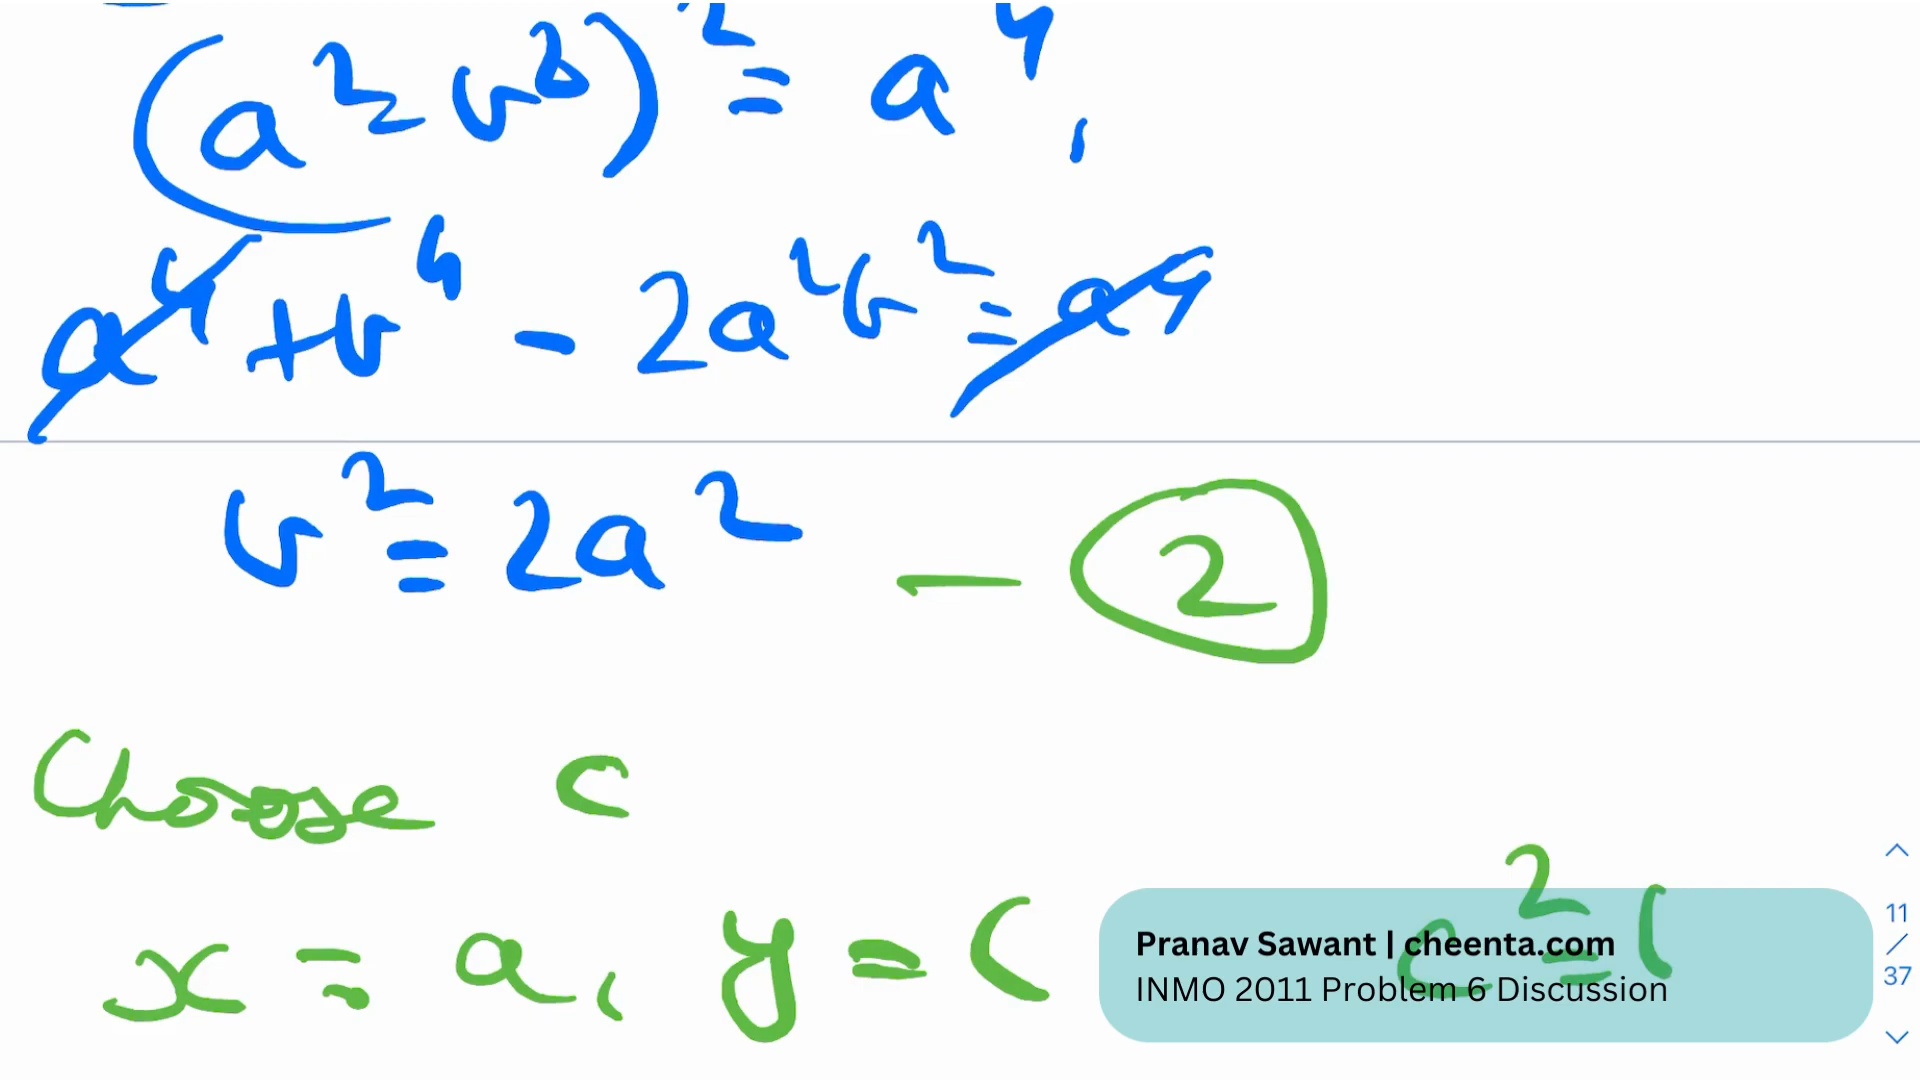 (a² b²)² = a⁴,
a⁴ + b⁴ - 2a²b² = a⁴
b² = 2a² — 2
Choose c
x = a, y = c
c² = (
Pranav Sawant | cheenta.com
INMO 2011 Problem 6 Discussion
11
/
37